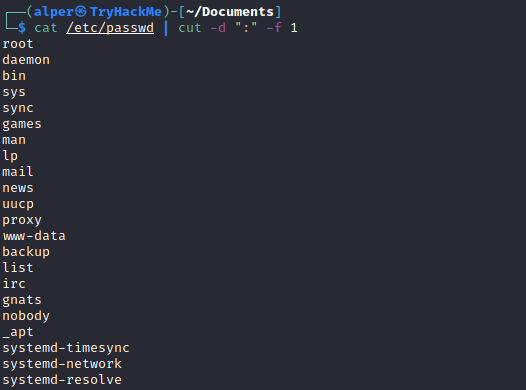 ┌──(alper㉿TryHackMe)-[~/Documents]
└─$ cat /etc/passwd | cut -d ":" -f 1
root
daemon
bin
sys
sync
games
man
lp
mail
news
uucp
proxy
www-data
backup
list
irc
gnats
nobody
_apt
systemd-timesync
systemd-network
systemd-resolve